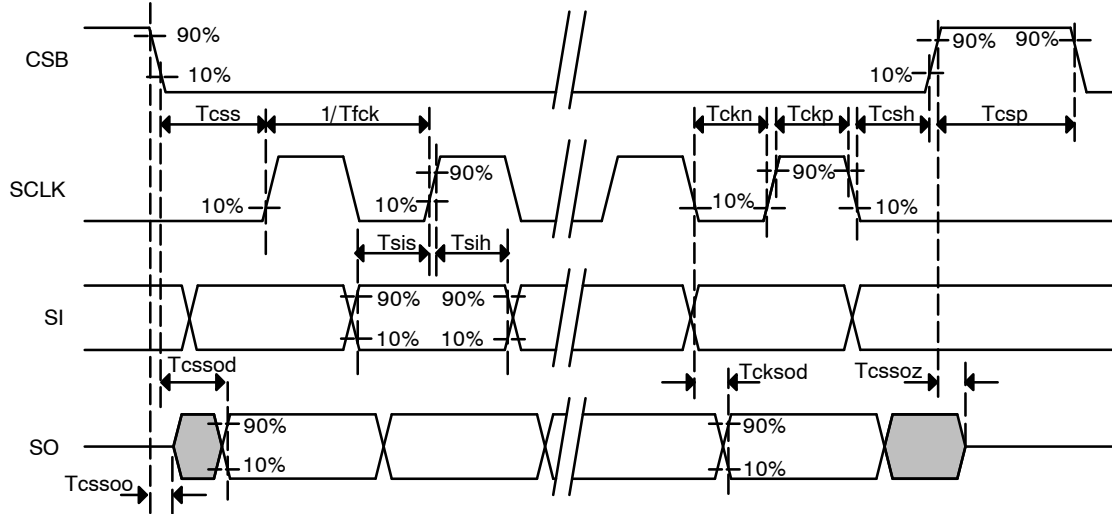 CSB
90%
10%
90%
90%
10%
Tcss
1/Tfck
Tckn
Tckp
Tcsh
Tcsp
SCLK
10%
10%
90%
10%
90%
10%
Tsis
Tsih
SI
90%
90%
10%
10%
Tcssod
Tcksod
Tcssoz
SO
90%
10%
90%
10%
Tcssoo